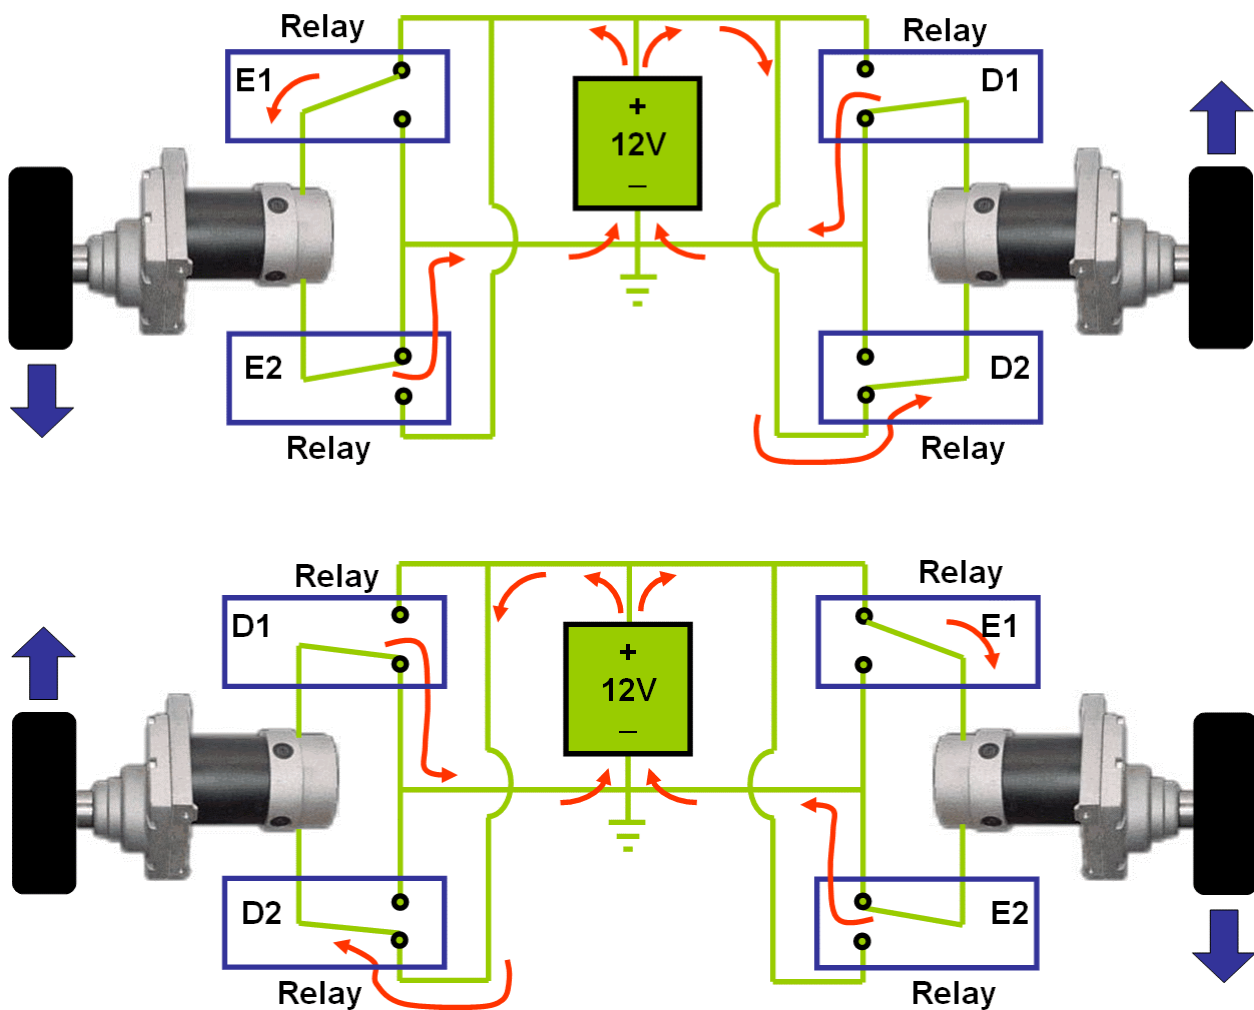 Relay
Relay
E1
D1
+
12V
–
E2
D2
Relay
Relay
Relay
Relay
D1
E1
+
12V
–
D2
E2
Relay
Relay